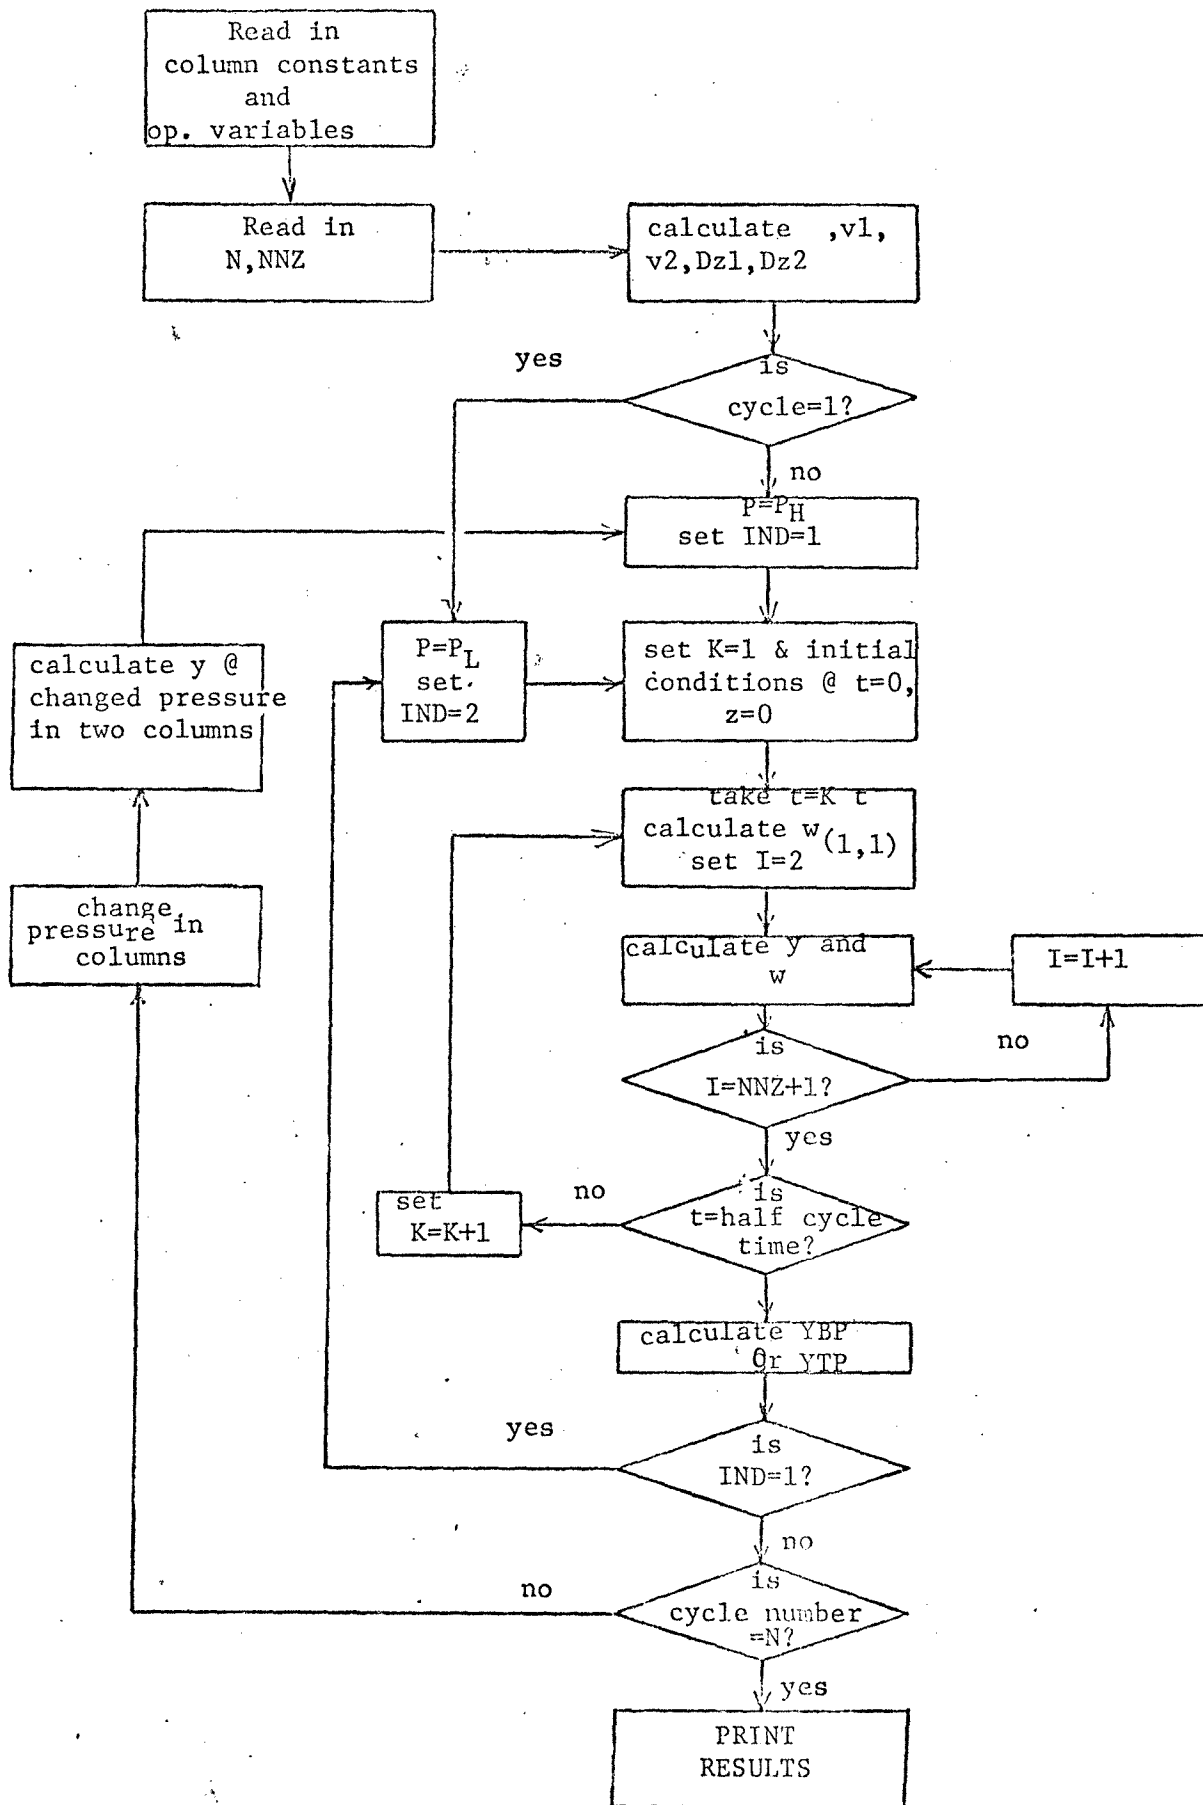 Read in
column constants
and
op. variables
Read in
N,NNZ
calculate ,v1,
v2,Dz1,Dz2
yes
is
cycle=1?
no
P=PH
set IND=1
calculate y @
changed pressure
in two columns
P=PL
set
IND=2
set K=1 & initial
conditions @ t=0,
z=0
take t=K t
calculate w(1,1)
set I=2
change
pressure in
columns
calculate y and
w
I=I+1
is
I=NNZ+1?
no
yes
set
K=K+1
no
is
t=half cycle
time?
calculate YBP
Or YTP
yes
is
IND=1?
no
no
is
cycle number
=N?
yes
PRINT
RESULTS